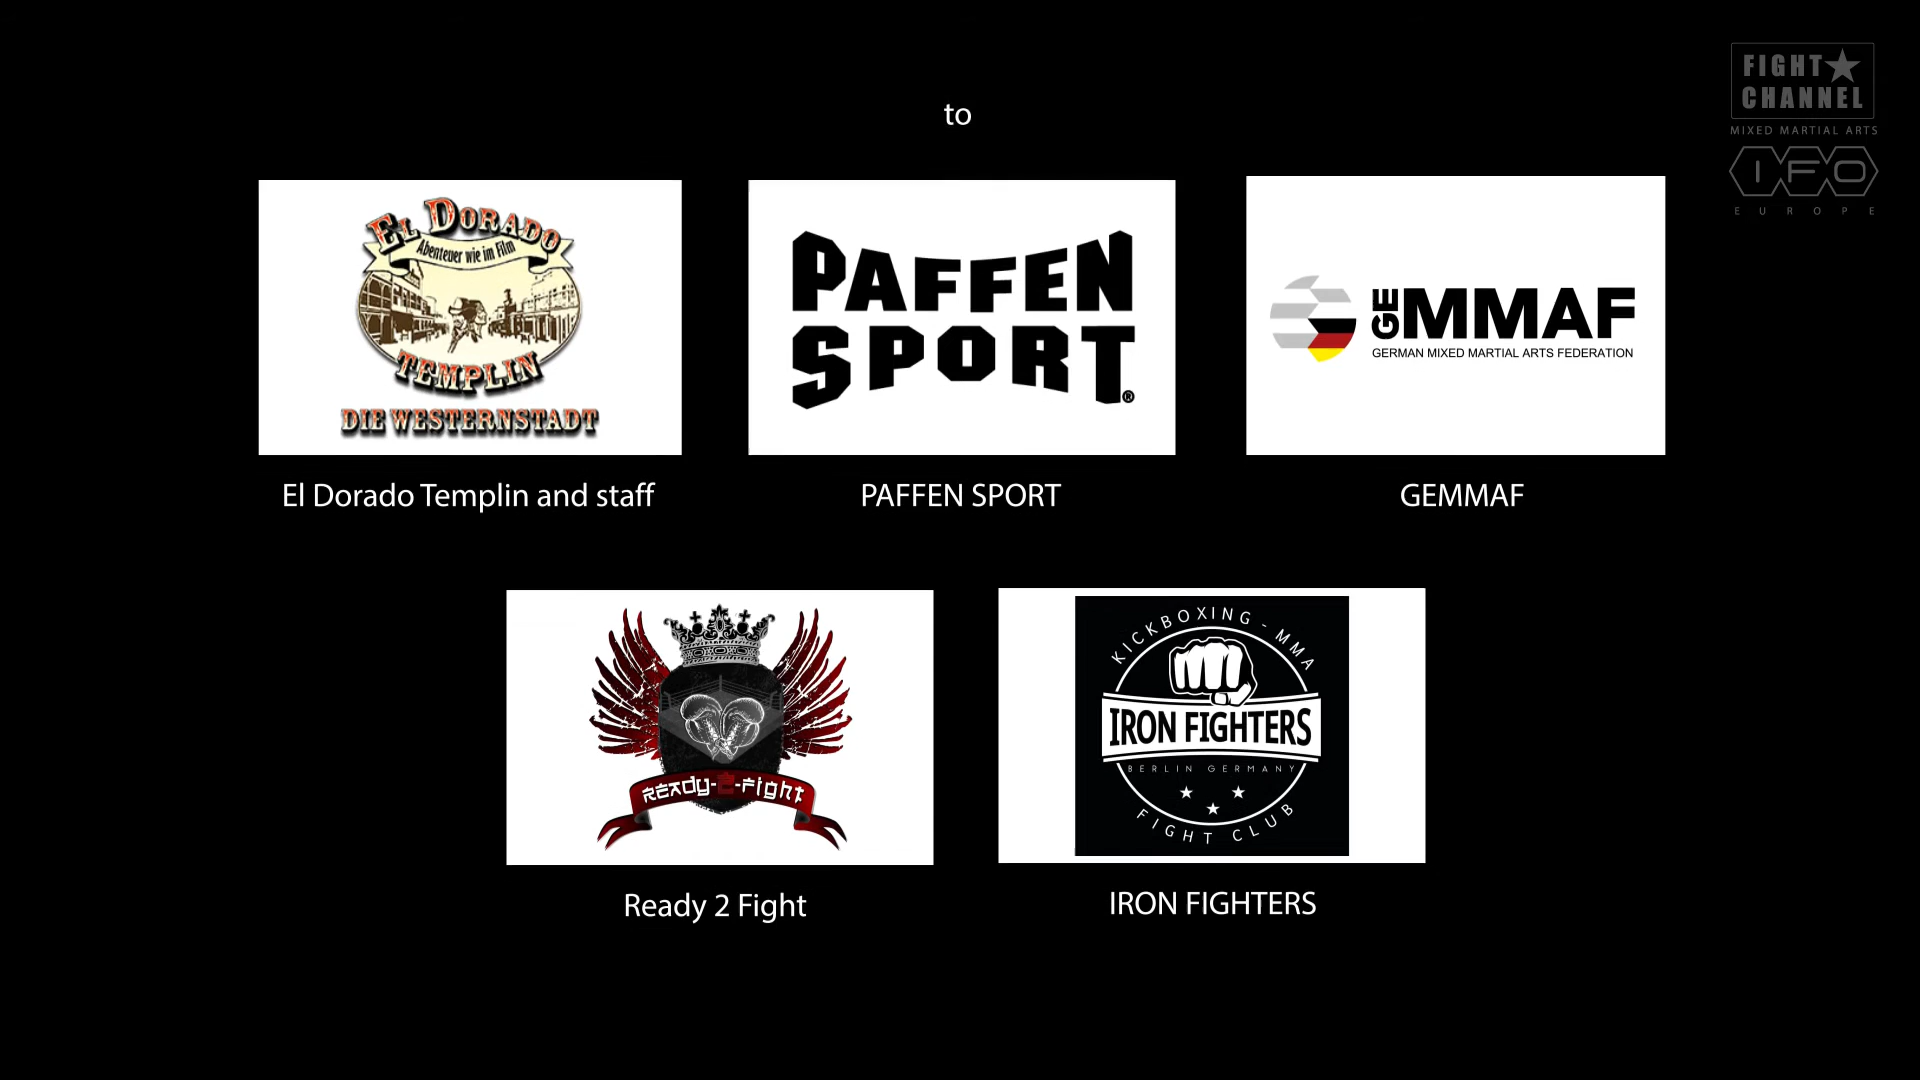 FIGHT
CHANNEL
MIXED MARTIAL ARTS
IFO
EUROPE
to
EL DORADO
Abenteuer wie im Film
TEMPLIN
DIE WESTERNSTADT
El Dorado Templin and staff
PAFFEN
SPORT®
PAFFEN SPORT
GEMMAF
GERMAN MIXED MARTIAL ARTS FEDERATION
GEMMAF
READY-2-FIGHT
Ready 2 Fight
KICKBOXING - MMA
IRON FIGHTERS
BERLIN GERMANY
FIGHT CLUB
IRON FIGHTERS